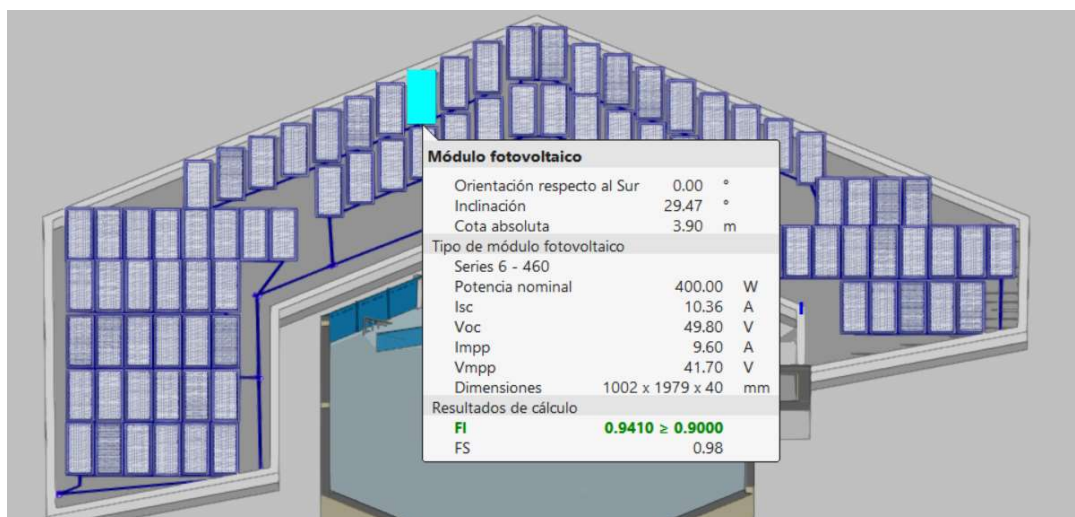 Módulo fotovoltaico
Orientación respecto al Sur 0.00 °
Inclinación 29.47 °
Cota absoluta 3.90 m
Tipo de módulo fotovoltaico
Series 6 - 460
Potencia nominal 400.00 W
Isc 10.36 A
Voc 49.80 V
Impp 9.60 A
Vmpp 41.70 V
Dimensiones 1002 x 1979 x 40 mm
Resultados de cálculo
FI 0.9410 ≥ 0.9000
FS 0.98